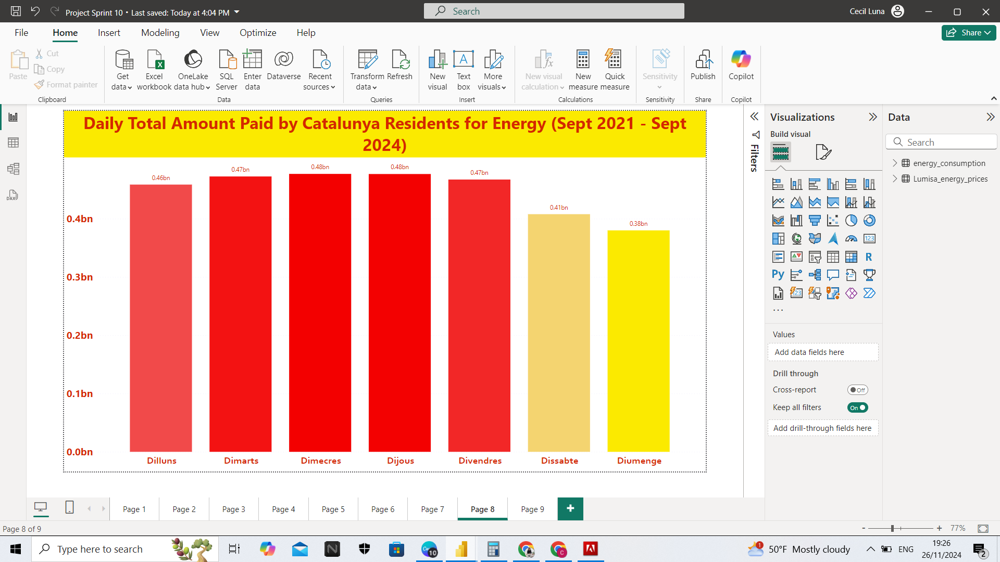 Project Sprint 10 • Last saved: Today at 4:04 PM
Search
Cecil Luna
File Home Insert Modeling View Optimize Help
Share
Paste
Cut
Copy
Format painter
Clipboard
Get data
Excel workbook
OneLake data hub
SQL Server
Enter data
Dataverse
Recent sources
Data
Transform data
Refresh
Queries
New visual
Text box
More visuals
Insert
New visual calculation
New measure
Quick measure
Calculations
Sensitivity
Sensitivity
Publish
Share
Copilot
Copilot
Daily Total Amount Paid by Catalunya Residents for Energy (Sept 2021 - Sept
2024)
0.46bn
0.47bn
0.48bn
0.48bn
0.47bn
0.41bn
0.38bn
0.4bn
0.3bn
0.2bn
0.1bn
0.0bn
Dilluns Dimarts Dimecres Dijous Divendres Dissabte Diumenge
Filters
Visualizations
Build visual
123
R
Py
123
...
Values
Add data fields here
Drill through
Cross-report Off
Keep all filters On
Add drill-through fields here
Data
Search
energy_consumption
Lumisa_energy_prices
DAX
Page 1 Page 2 Page 3 Page 4 Page 5 Page 6 Page 7 Page 8 Page 9 +
Page 8 of 9
- + 77%
Type here to search
10
1
50°F Mostly cloudy
ENG
19:26
26/11/2024
2